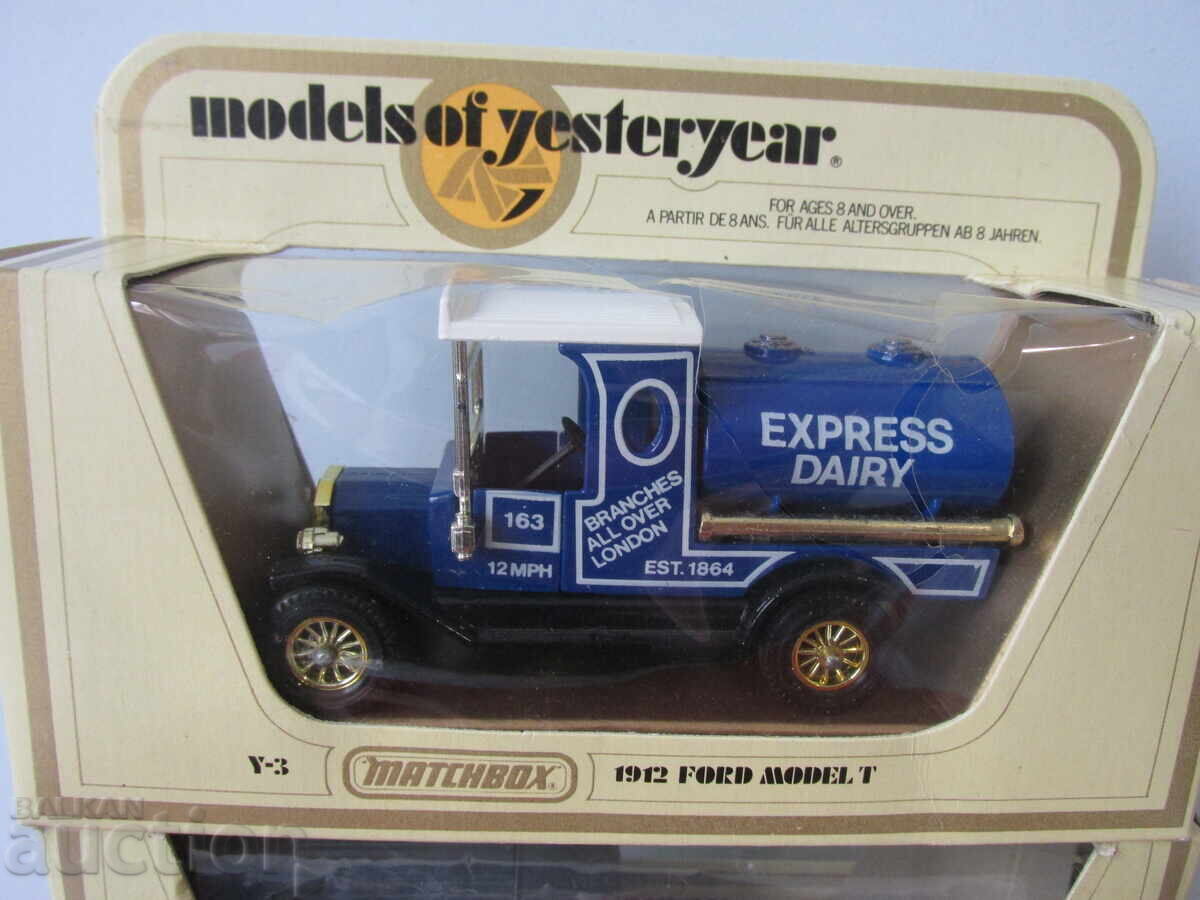 models of yesteryear®
FOR AGES 8 AND OVER.
A PARTIR DE 8 ANS. FÜR ALLE ALTERSGRUPPEN AB 8 JAHREN.
EXPRESS
DAIRY
BRANCHES
ALL OVER
LONDON
163
12 MPH
EST. 1864
Y-3
MATCHBOX®
1912 FORD MODEL T
BALKAN
auction